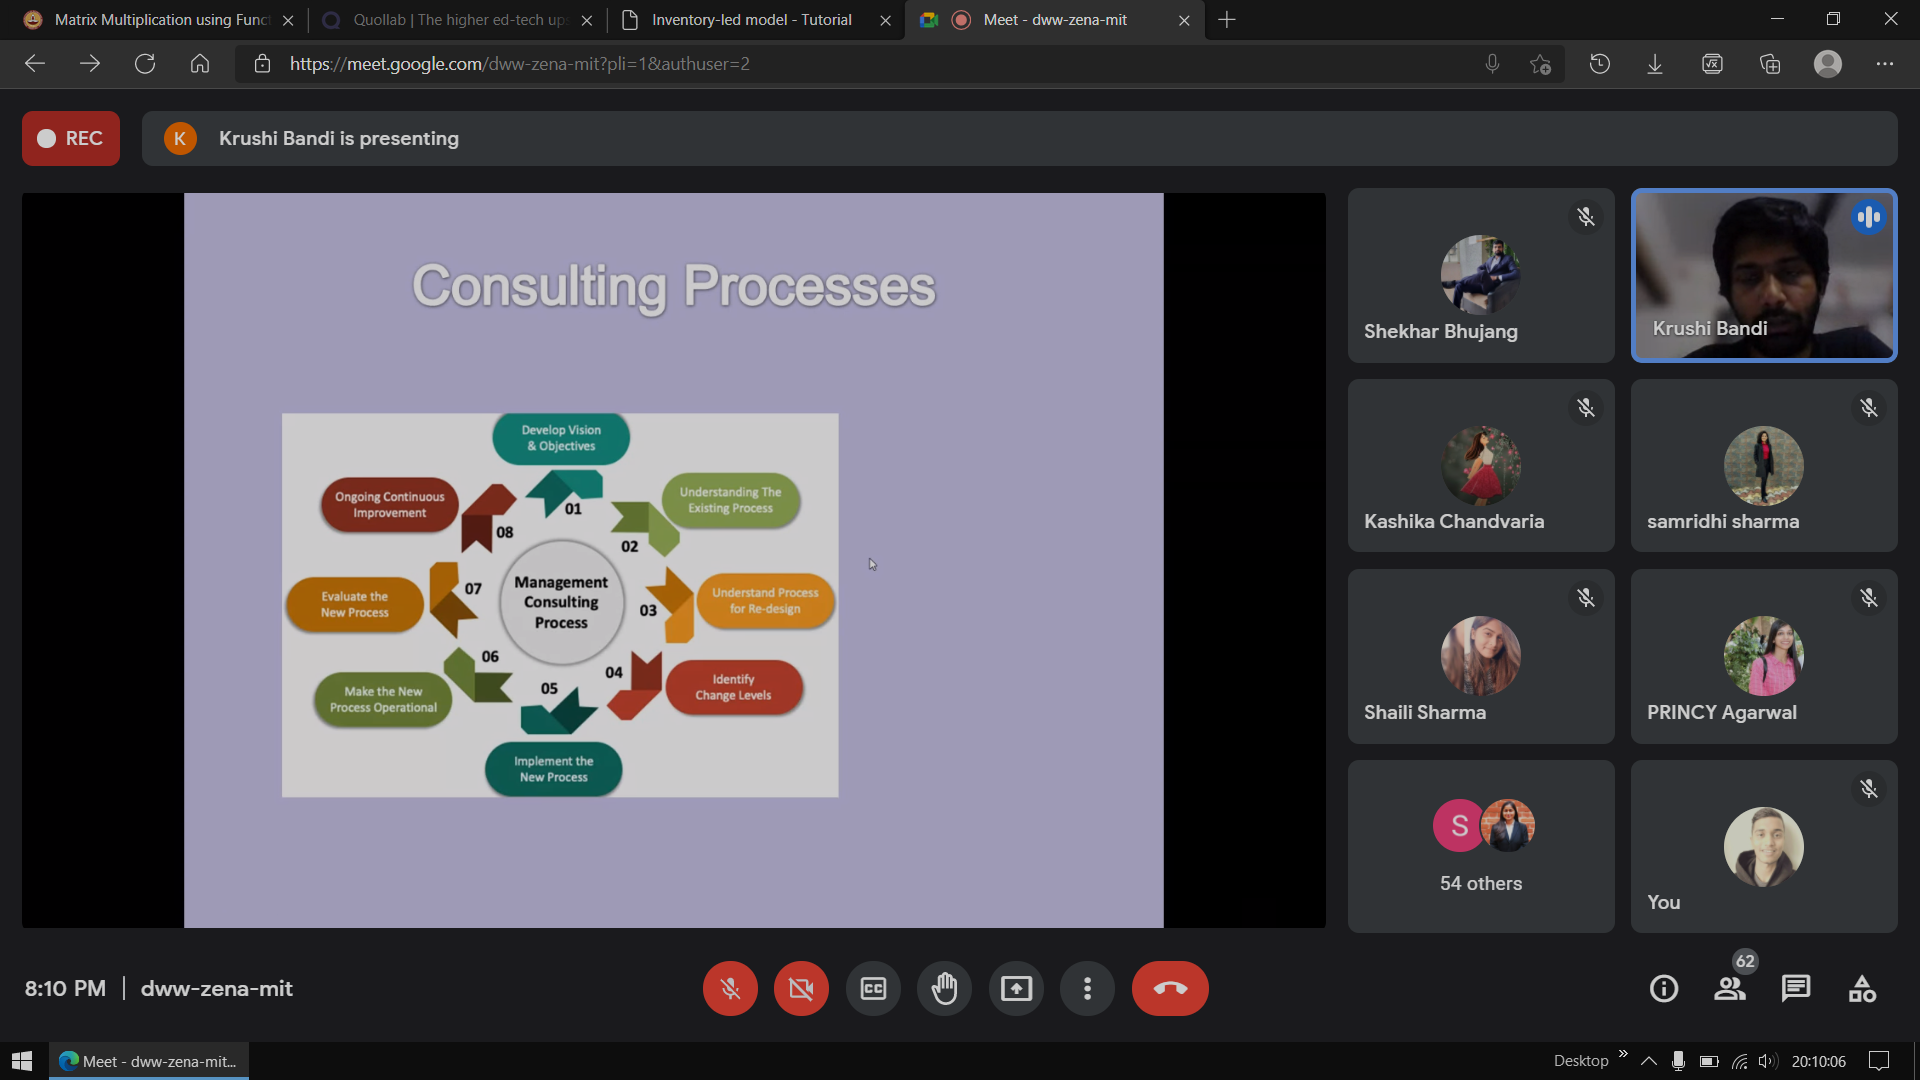 Matrix Multiplication using Func
Quollab | The higher ed-tech ups
Inventory-led model - Tutorial
Meet - dww-zena-mit
https://meet.google.com/dww-zena-mit?pli=1&authuser=2
REC
K
Krushi Bandi is presenting
Consulting Processes
Develop Vision
& Objectives
Understanding The
Existing Process
Understand Process
for Re-design
Identify
Change Levels
Implement the
New Process
Make the New
Process Operational
Evaluate the
New Process
Ongoing Continuous
Improvement
01
02
03
04
05
06
07
08
Management
Consulting
Process
Shekhar Bhujang
Krushi Bandi
Kashika Chandvaria
samridhi sharma
Shaili Sharma
PRINCY Agarwal
S
54 others
You
8:10 PM | dww-zena-mit
CC
62
Meet - dww-zena-mit...
Desktop
20:10:06